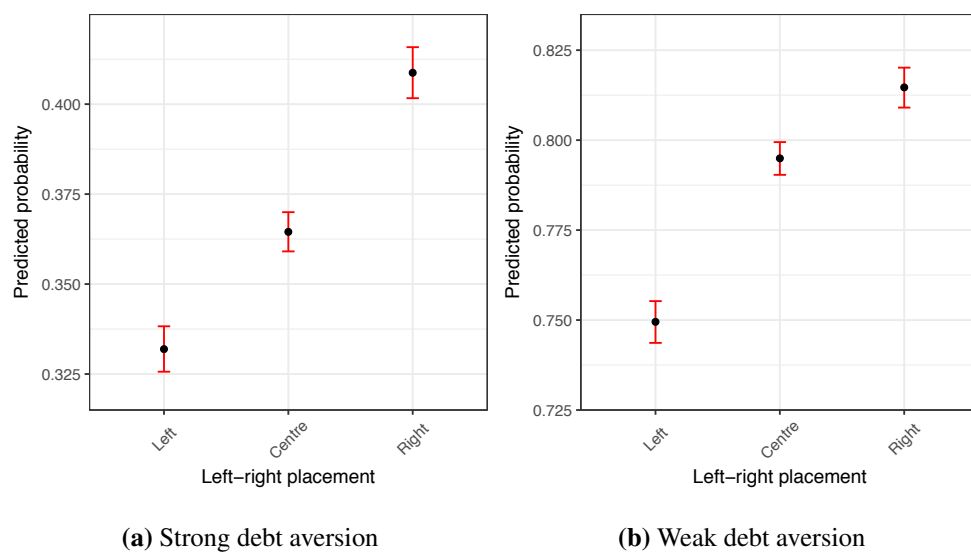 Predicted probability
0.400
0.375
0.350
0.325
Left
Centre
Right
Left−right placement
(a) Strong debt aversion
Predicted probability
0.825
0.800
0.775
0.750
0.725
Left
Centre
Right
Left−right placement
(b) Weak debt aversion